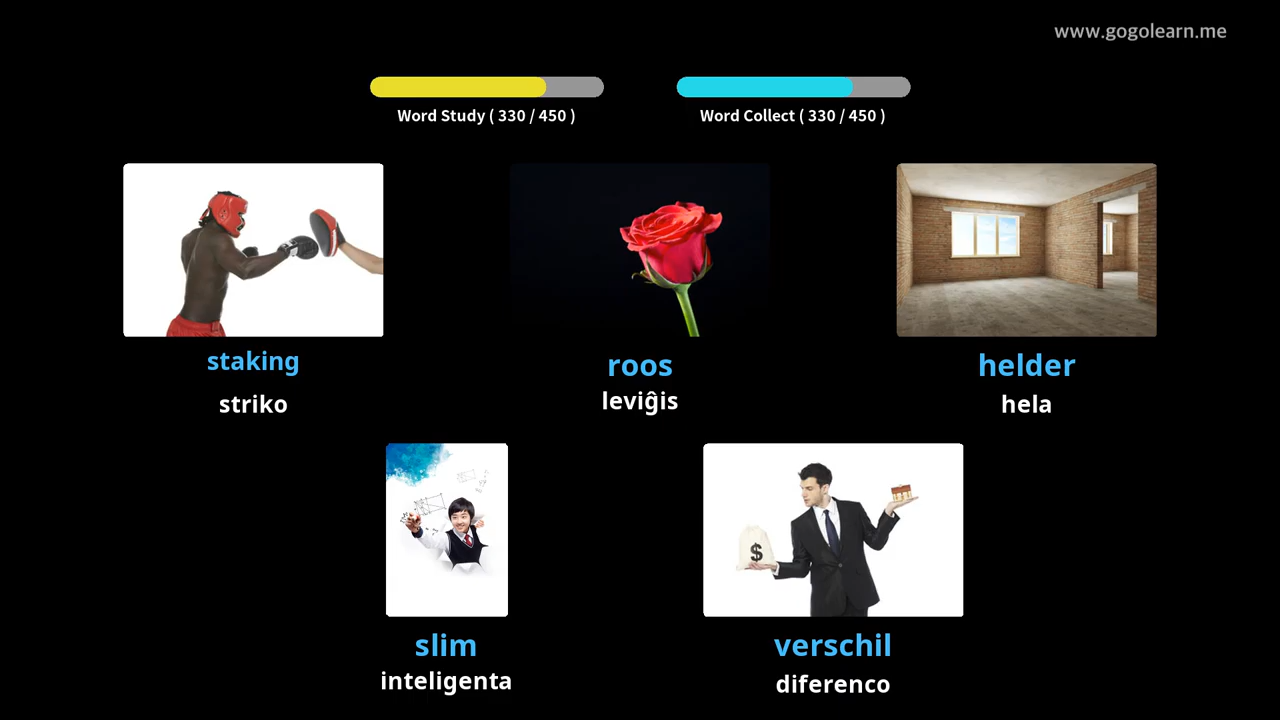 www.gogolearn.me
Word Study ( 330 / 450 )
Word Collect ( 330 / 450 )
staking
striko
roos
leviĝis
helder
hela
$
slim
inteligenta
verschil
diferenco